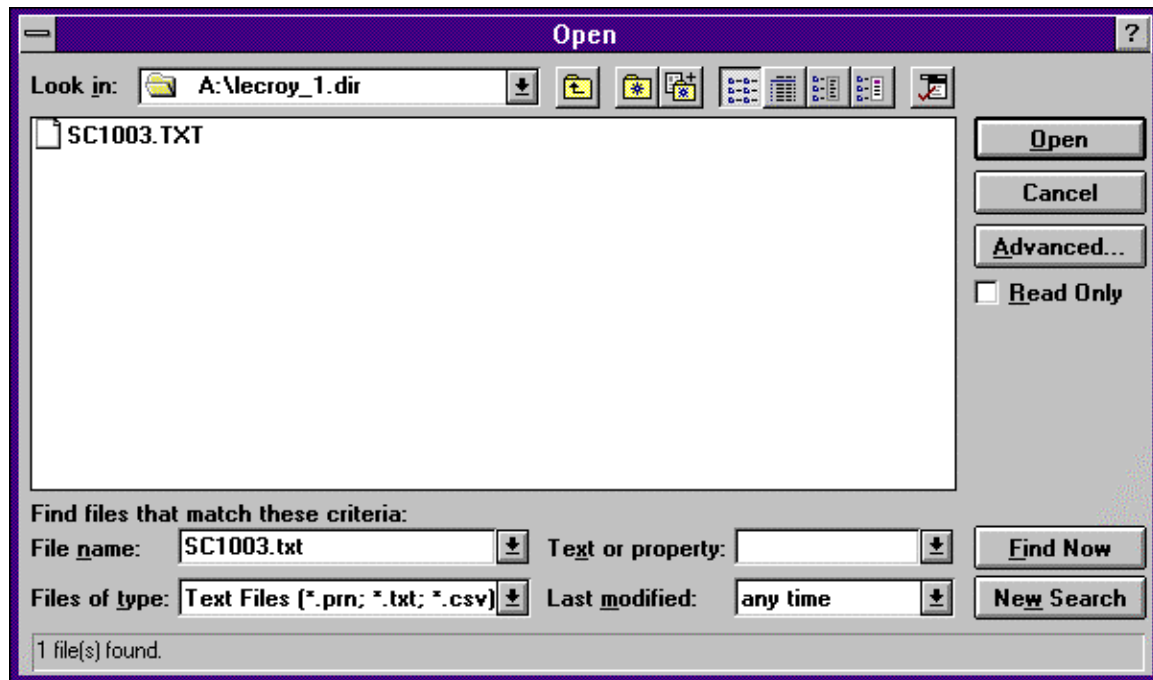 Open
?
Look in: A:\lecroy_1.dir
SC1003.TXT
Open
Cancel
Advanced...
Read Only
Find files that match these criteria:
File name: SC1003.txt Text or property: Find Now
Files of type: Text Files (*.prn; *.txt; *.csv) Last modified: any time New Search
1 file(s) found.